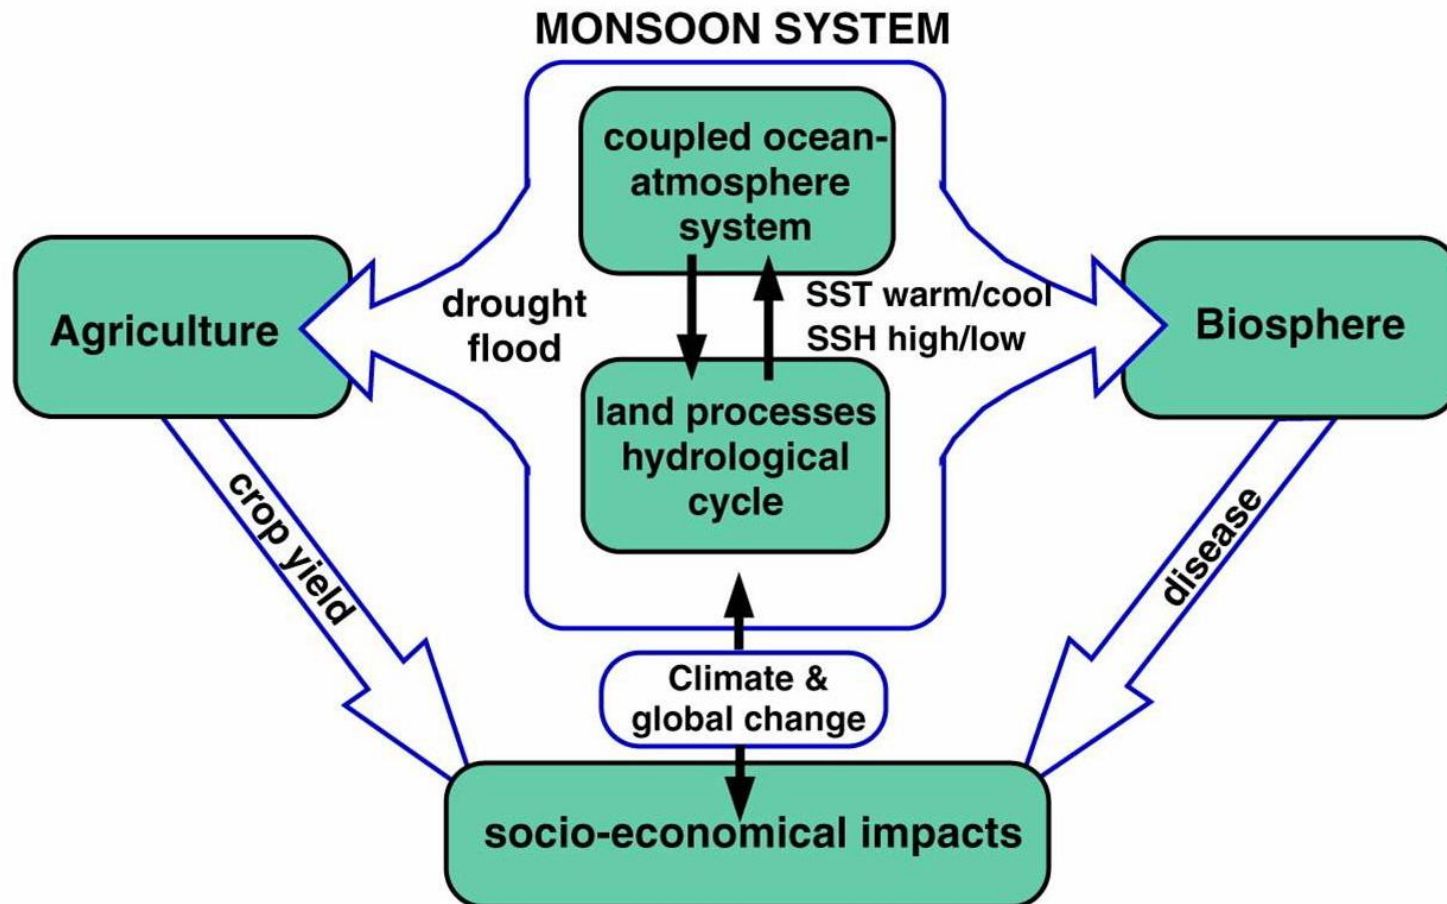 MONSOON SYSTEM
coupled ocean-
atmosphere
system
drought
flood
SST warm/cool
SSH high/low
Agriculture
Biosphere
land processes
hydrological
cycle
crop yield
disease
Climate &
global change
socio-economical impacts